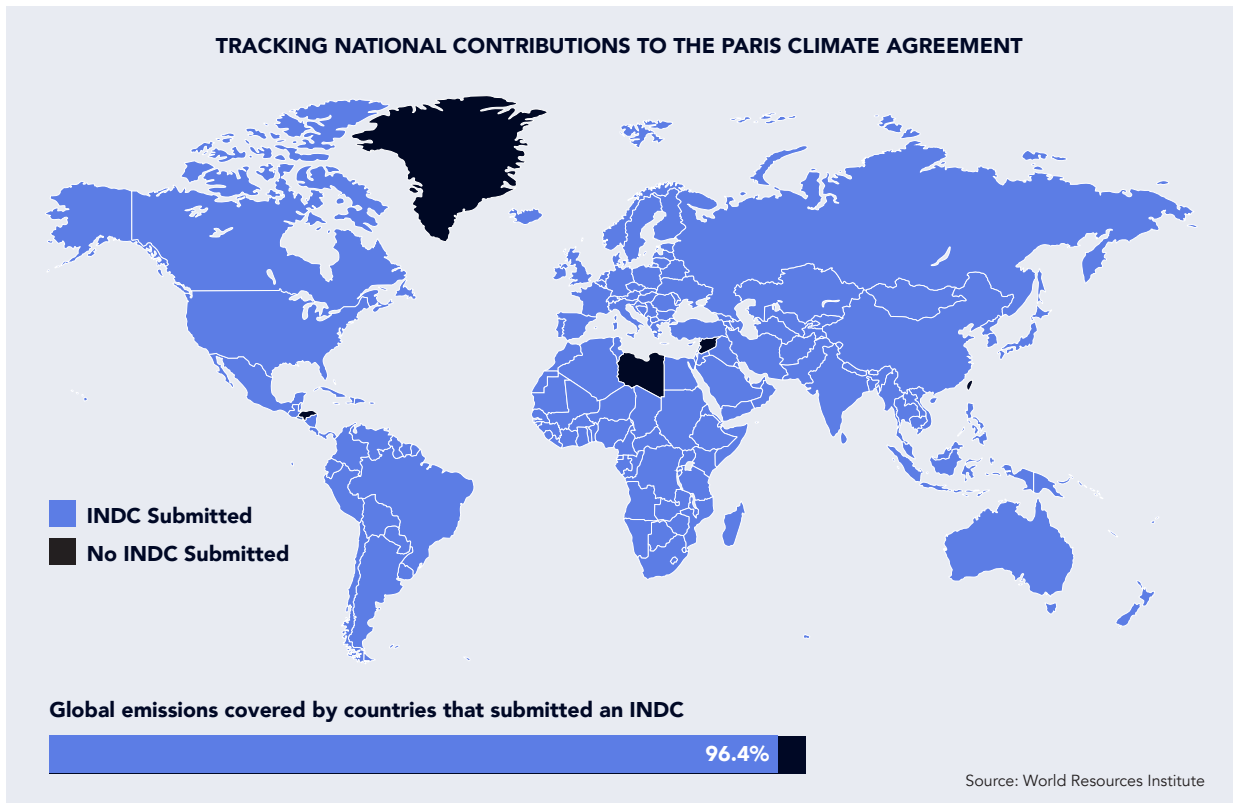 TRACKING NATIONAL CONTRIBUTIONS TO THE PARIS CLIMATE AGREEMENT
INDC Submitted
No INDC Submitted
Global emissions covered by countries that submitted an INDC
96.4%
Source: World Resources Institute